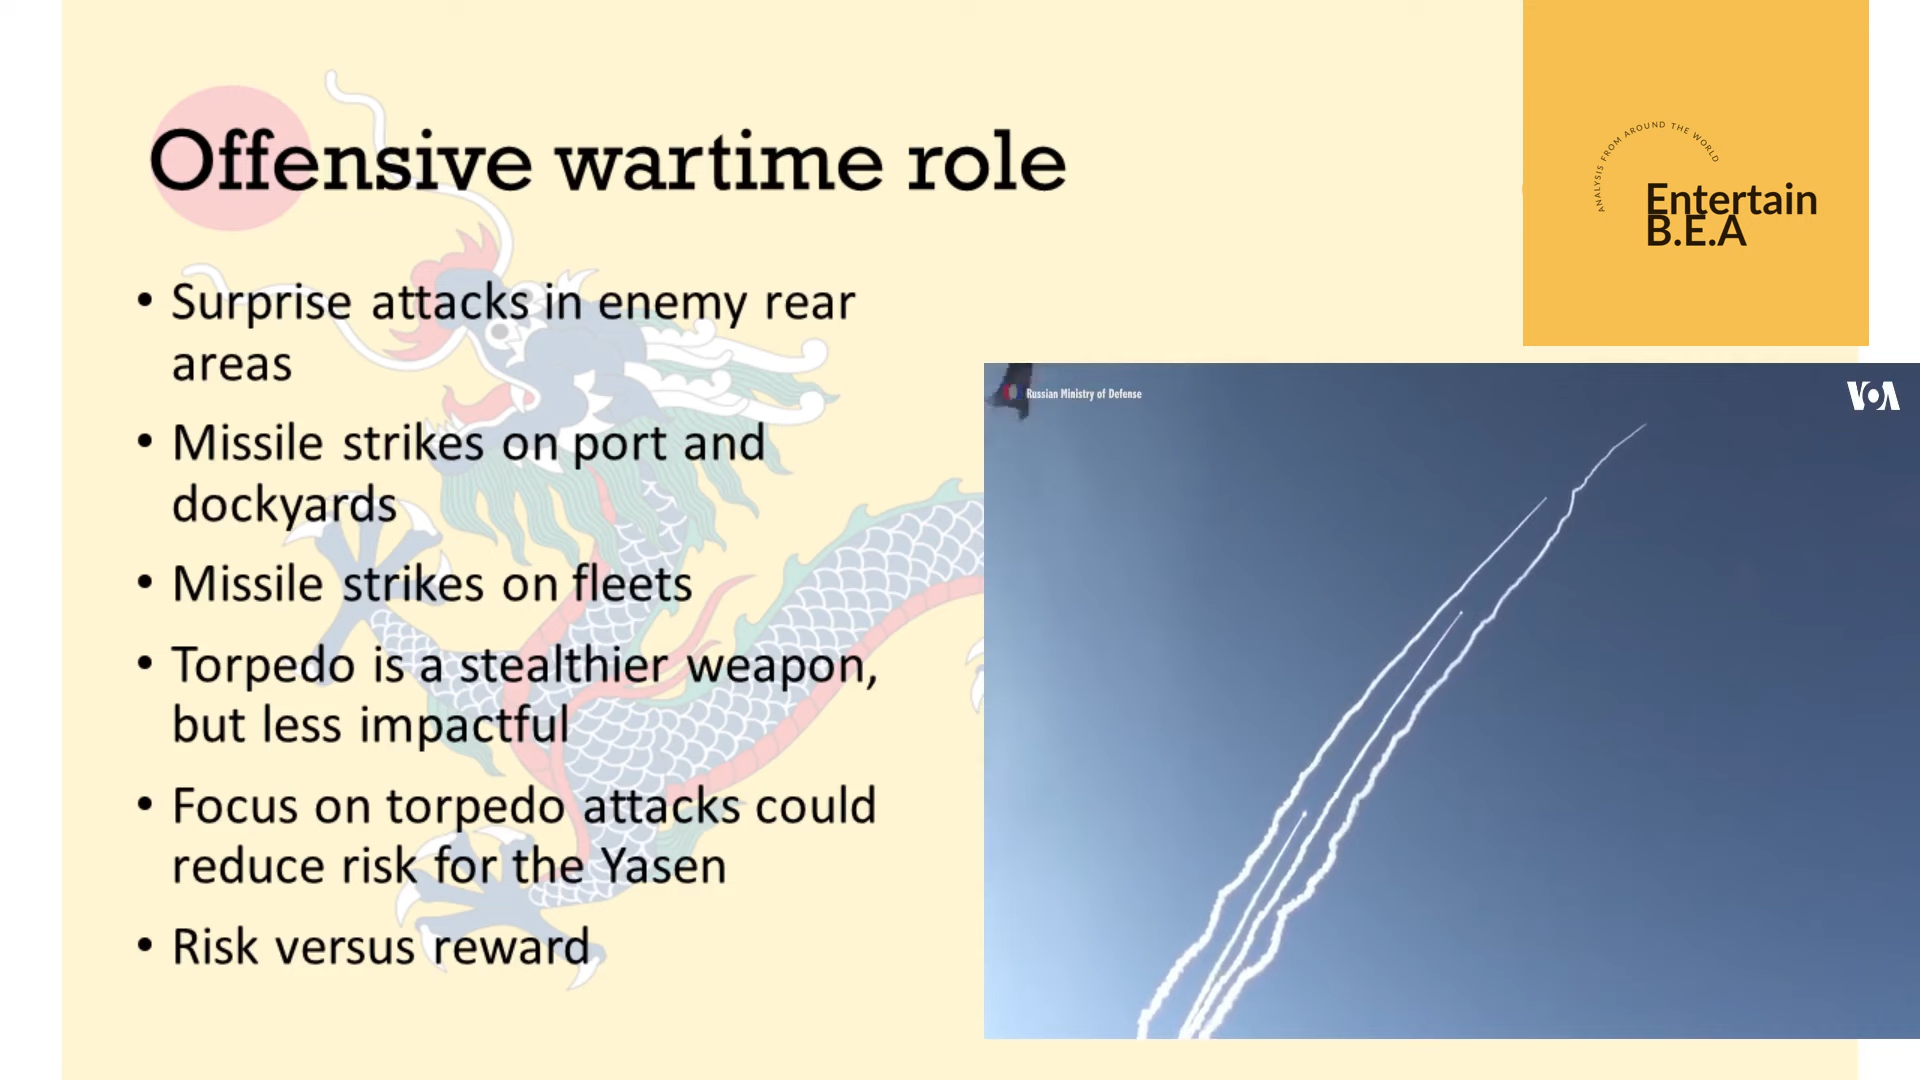 Offensive wartime role
ANALYSIS FROM AROUND THE WORLD
Entertain
B.E.A
• Surprise attacks in enemy rear
areas
• Missile strikes on port and
dockyards
• Missile strikes on fleets
• Torpedo is a stealthier weapon,
but less impactful
• Focus on torpedo attacks could
reduce risk for the Yasen
• Risk versus reward
Russian Ministry of Defense
VOA